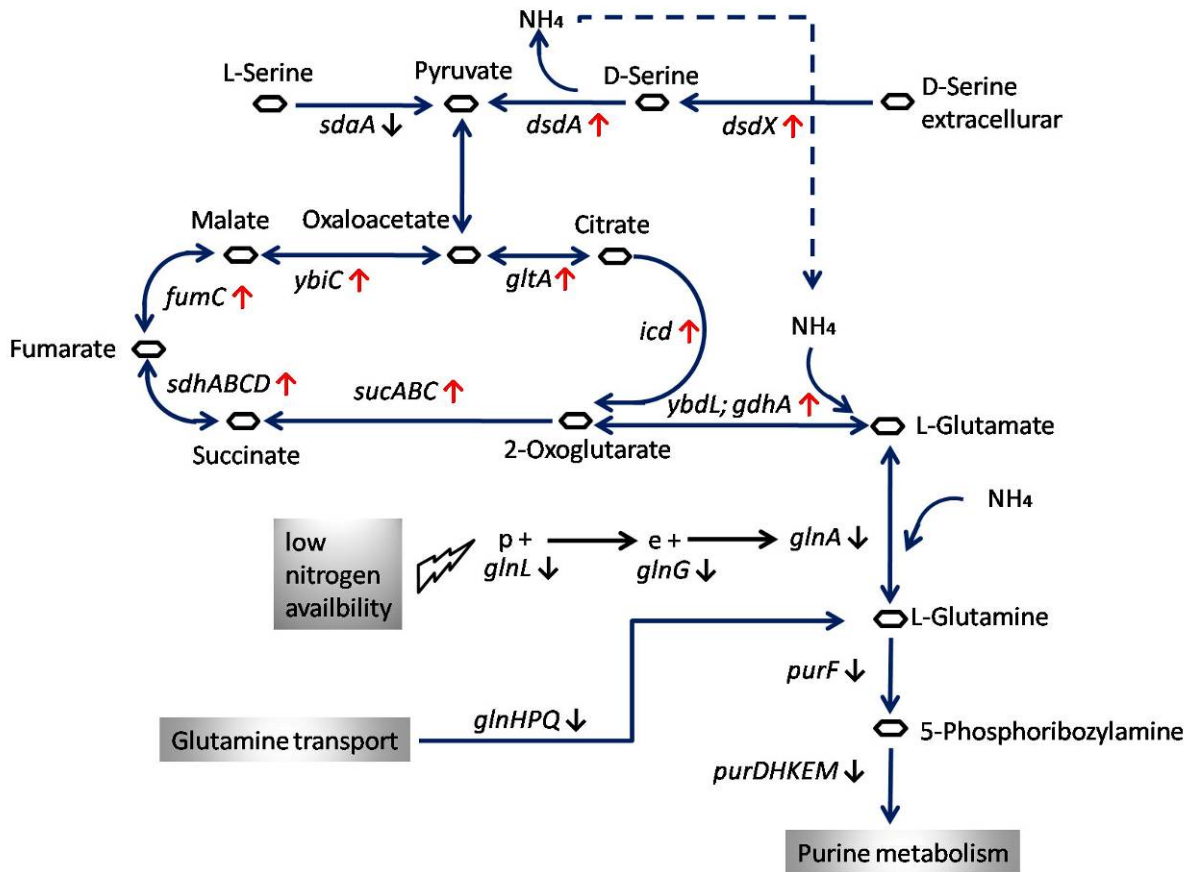 NH₄
L-Serine
Pyruvate
D-Serine
D-Serine
extracellurar
sdaA ↓
dsdA ↑
dsdX ↑
Malate
Oxaloacetate
Citrate
fumC ↑
ybiC ↑
gltA ↑
icd ↑
NH₄
Fumarate
sdhABCD ↑
sucABC ↑
ybdL; gdhA ↑
Succinate
2-Oxoglutarate
L-Glutamate
NH₄
low
nitrogen
availbility
p +
glnL ↓
e +
glnG ↓
glnA ↓
L-Glutamine
purF ↓
Glutamine transport
glnHPQ ↓
5-Phosphoribozylamine
purDHKEM ↓
Purine metabolism